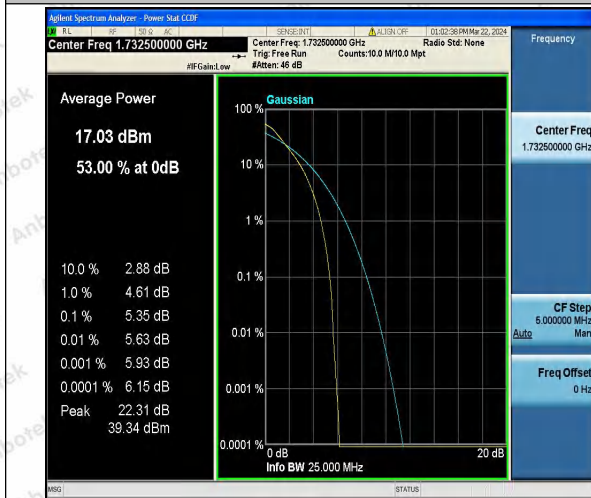 Agilent Spectrum Analyzer - Power Stat CCDF
RL RF 50 Ω AC SENSE:INT ALIGN OFF 01:02:38 PM Mar 22, 2024
Center Freq 1.732500000 GHz
Center Freq: 1.732500000 GHz Radio Std: None
Trig: Free Run Counts:10.0 M/10.0 Mpt
#IFGain:Low #Atten: 46 dB
Frequency
Average Power
17.03 dBm
53.00 % at 0dB
10.0 % 2.88 dB
1.0 % 4.61 dB
0.1 % 5.35 dB
0.01 % 5.63 dB
0.001 % 5.93 dB
0.0001 % 6.15 dB
Peak 22.31 dB
39.34 dBm
Gaussian
100 %
10 %
1 %
0.1 %
0.01 %
0.001 %
0.0001 %
0 dB 20 dB
Info BW 25.000 MHz
Center Freq
1.732500000 GHz
CF Step
5.000000 MHz
Auto Man
Freq Offset
0 Hz
MSG STATUS